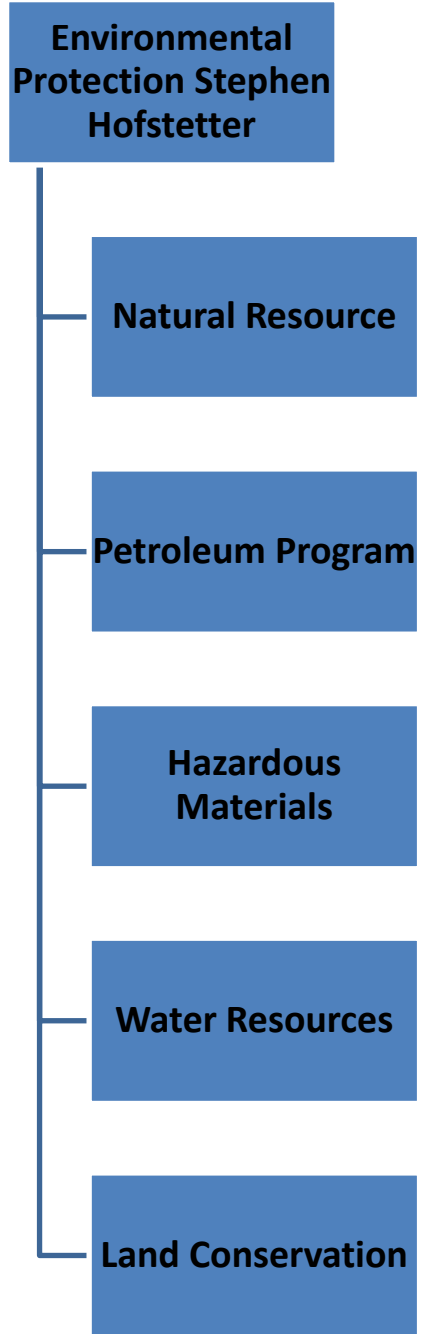 Environmental
Protection Stephen
Hofstetter
Natural Resource
Petroleum Program
Hazardous
Materials
Water Resources
Land Conservation